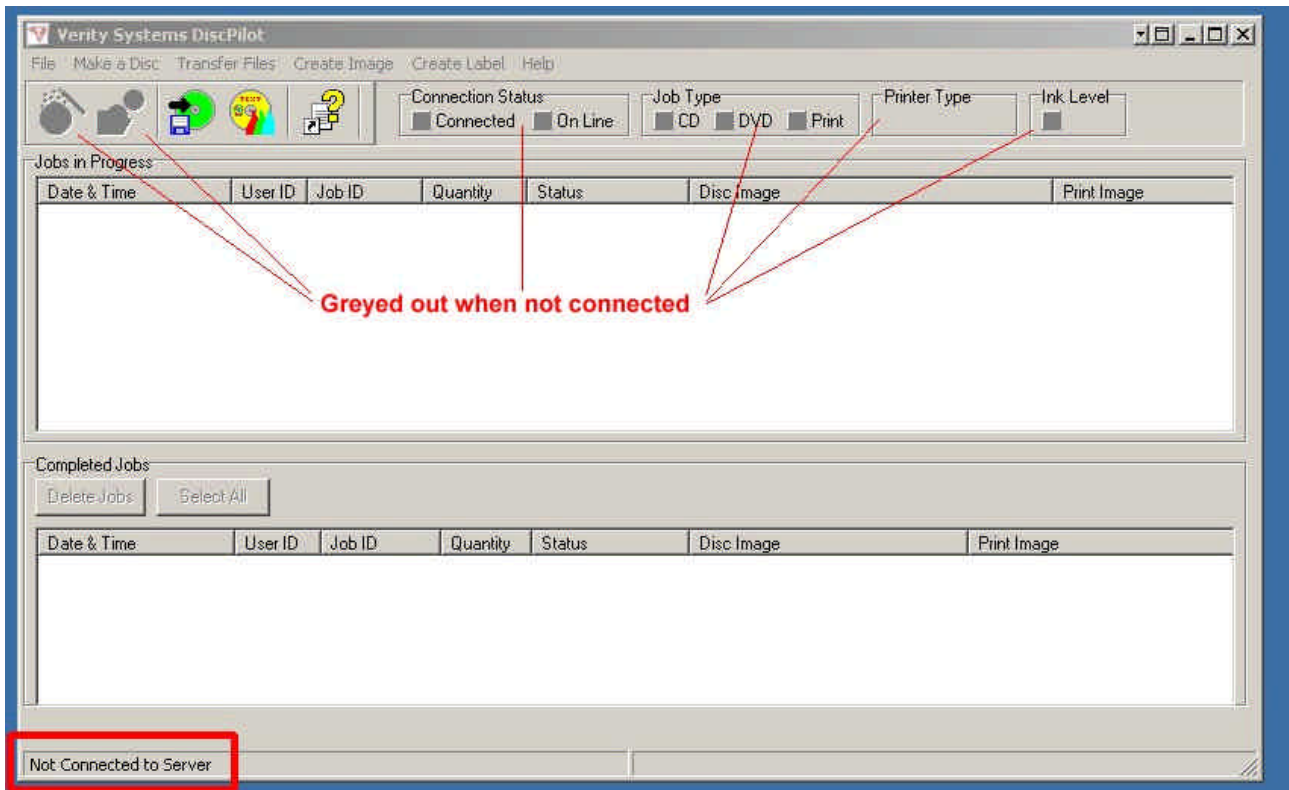 Verity Systems DiscPilot
File Make a Disc Transfer Files Create Image Create Label Help
TEXT
Connection Status Job Type Printer Type Ink Level
Connected On Line CD DVD Print
Jobs in Progress
Date & Time User ID Job ID Quantity Status Disc Image Print Image
Greyed out when not connected
Completed Jobs
Delete Jobs Select All
Date & Time User ID Job ID Quantity Status Disc Image Print Image
Not Connected to Server